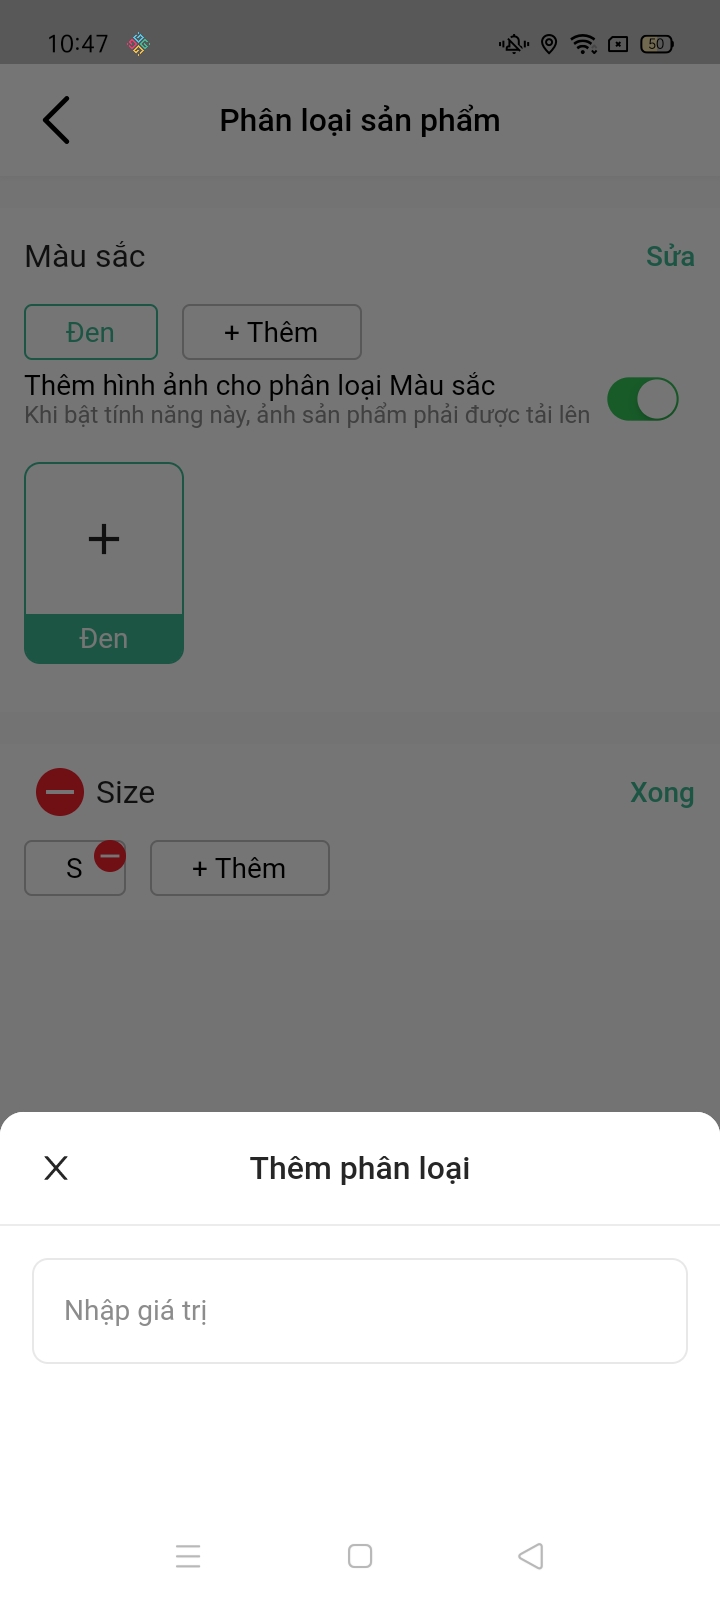 10:47
50
Phân loại sản phẩm
Màu sắc
Sửa
Đen
+ Thêm
Thêm hình ảnh cho phân loại Màu sắc
Khi bật tính năng này, ảnh sản phẩm phải được tải lên
Đen
Size
Xong
S
+ Thêm
Thêm phân loại
Nhập giá trị